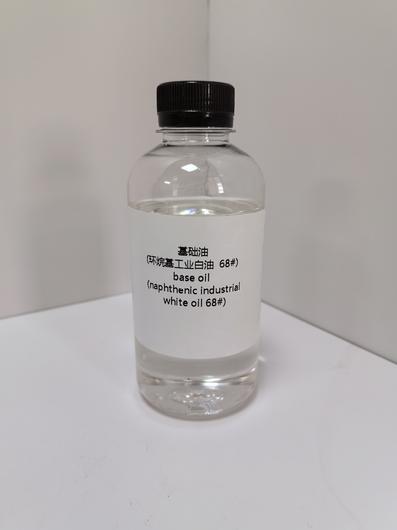 基础油
(环烷基工业白油 68#)
base oil
(naphthenic industrial
white oil 68#)